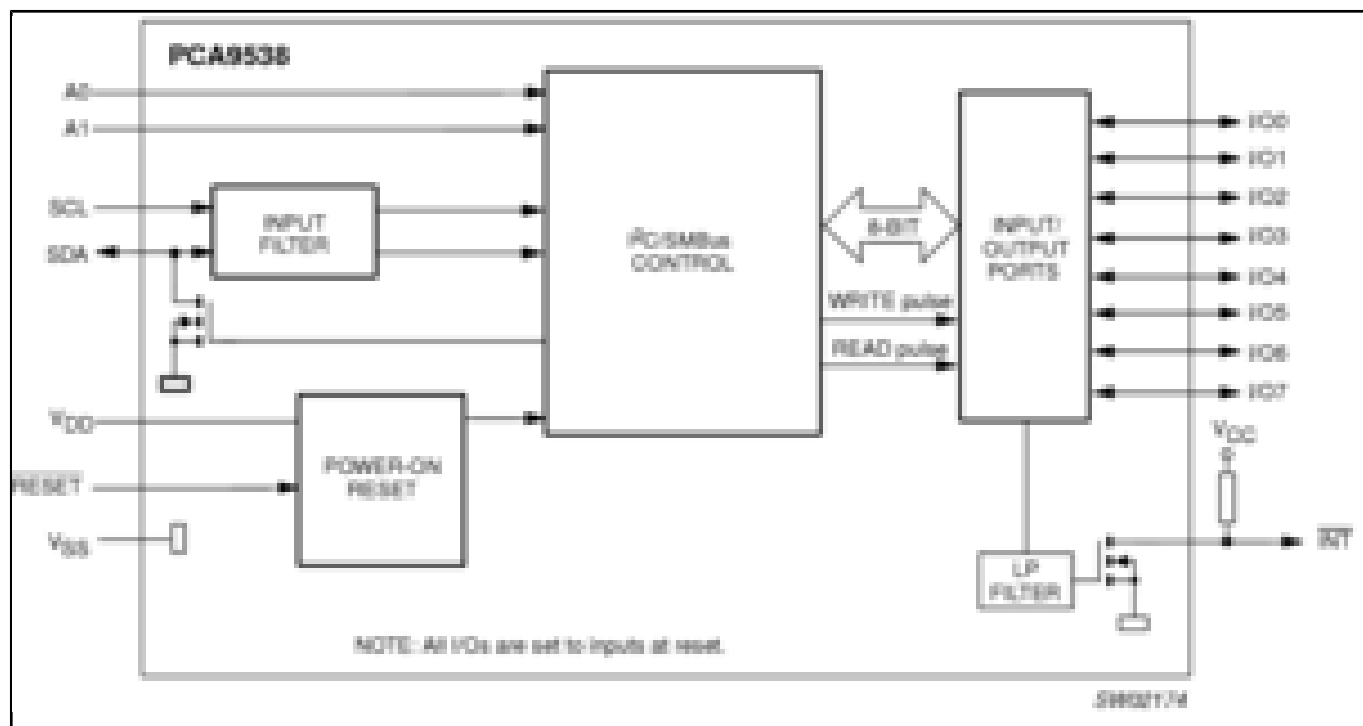 PCA9538
A0
A1
SCL
SDA
INPUT
FILTER
I²C/SMBus
CONTROL
8-BIT
WRITE pulse
READ pulse
INPUT/
OUTPUT
PORTS
I/O0
I/O1
I/O2
I/O3
I/O4
I/O5
I/O6
I/O7
VDD
RESET
VSS
POWER-ON
RESET
VCC
INT
LP
FILTER
NOTE: All I/Os are set to inputs at reset.
SW02174